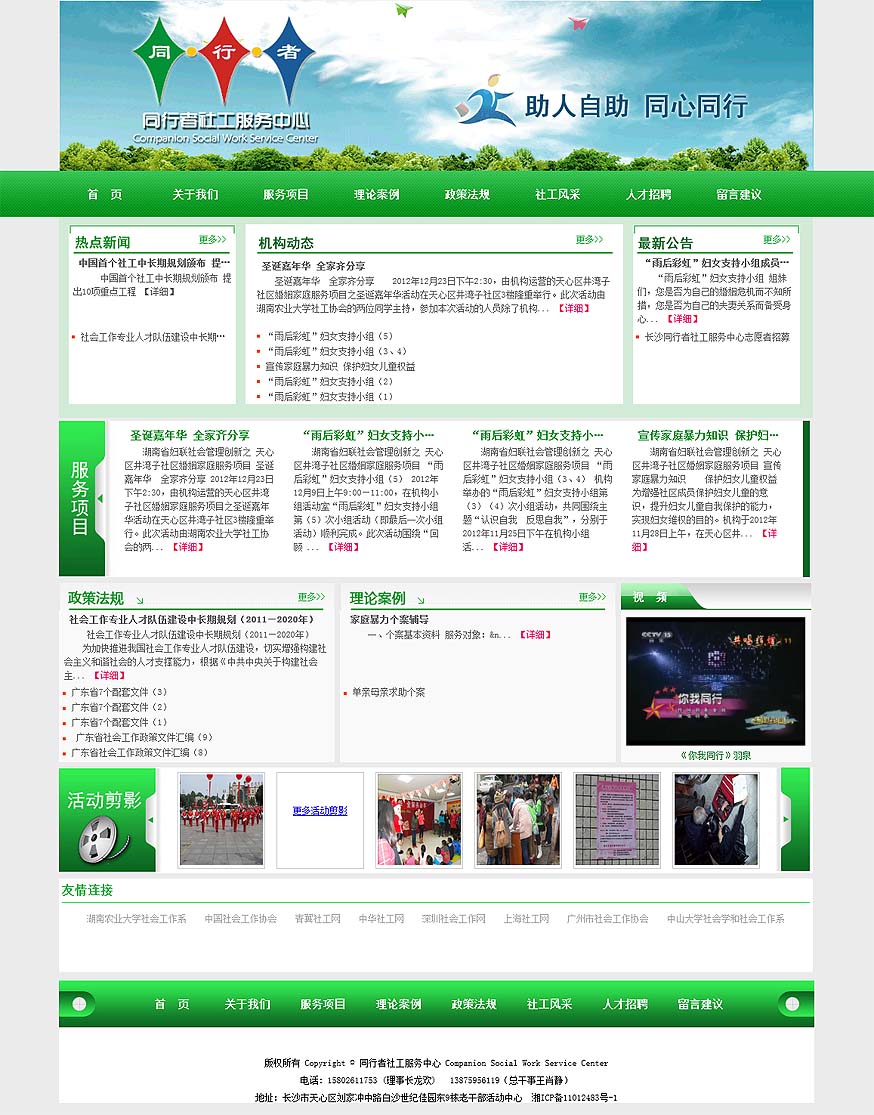 同 行 者
同行者社工服务中心
Companion Social Work Service Center
助人自助 同心同行
首 页 关于我们 服务项目 理论案例 政策法规 社工风采 人才招聘 留言建议
热点新闻 更多>>
中国首个社工中长期规划颁布 提…
中国首个社工中长期规划颁布 提
出10项重点工程 【详细】
社会工作专业人才队伍建设中长期…
机构动态 更多>>
圣诞嘉年华 全家齐分享
圣诞嘉年华 全家齐分享 2012年12月23日下午2:30，由机构运营的天心区井湾子
社区婚姻家庭服务项目之圣诞嘉年华活动在天心区井湾子社区3楼隆重举行。此次活动由
湖南农业大学社工协会的两位同学主持，参加本次活动的人员除了机构... 【详细】
“雨后彩虹”妇女支持小组（5）
“雨后彩虹”妇女支持小组（3、4）
宣传家庭暴力知识 保护妇女儿童权益
“雨后彩虹”妇女支持小组（2）
“雨后彩虹”妇女支持小组（1）
最新公告 更多>>
“雨后彩虹”妇女支持小组成员…
“雨后彩虹”妇女支持小组 姐妹
们，您是否为自己的婚姻危机而不知所
措，您是否为自己的夫妻关系而备受身
心... 【详细】
长沙同行者社工服务中心志愿者招募
服务项目
圣诞嘉年华 全家齐分享
湖南省妇联社会管理创新之 天心
区井湾子社区婚姻家庭服务项目 圣诞
嘉年华 全家齐分享 2012年12月23日
下午2:30，由机构运营的天心区井湾
子社区婚姻家庭服务项目之圣诞嘉年
华活动在天心区井湾子社区3楼隆重举
行。此次活动由湖南农业大学社工协
会的两... 【详细】
“雨后彩虹”妇女支持小…
湖南省妇联社会管理创新之 天心
区井湾子社区婚姻家庭服务项目 “雨
后彩虹”妇女支持小组（5） 2012年
12月9日上午9:00－11:00，在机构小
组活动室“雨后彩虹”妇女支持小组
第（5）次小组活动（即最后一次小组
活动）顺利完成。此次活动围绕“回
顾 ... 【详细】
“雨后彩虹”妇女支持小…
湖南省妇联社会管理创新之 天心
区井湾子社区婚姻家庭服务项目 “雨
后彩虹”妇女支持小组（3、4） 机构
举办的“雨后彩虹”妇女支持小组第
（3）（4）次小组活动，共同围绕主
题“认识自我 反思自我”，分别于
2012年11月25日下午在机构小组
活... 【详细】
宣传家庭暴力知识 保护妇…
湖南省妇联社会管理创新之 天心
区井湾子社区婚姻家庭服务项目 宣传
家庭暴力知识 保护妇女儿童权益
为增强社区成员保护妇女儿童的意
识，提升妇女儿童自我保护的能力，
实现妇女维权的目的。机构于2012年
11月28日上午，在天心区井... 【详
细】
政策法规 更多>>
社会工作专业人才队伍建设中长期规划（2011－2020年）
社会工作专业人才队伍建设中长期规划（2011－2020年）
为加快推进我国社会工作专业人才队伍建设，切实增强构建社
会主义和谐社会的人才支撑能力，根据《中共中央关于构建社会
主... 【详细】
广东省7个配套文件（3）
广东省7个配套文件（2）
广东省7个配套文件（1）
广东省社会工作政策文件汇编（9）
广东省社会工作政策文件汇编（8）
理论案例 更多>>
家庭暴力个案辅导
一、个案基本资料 服务对象：&n... 【详细】
单亲母亲求助个案
视 频
CCTV 15
你我同行
《你我同行》羽泉
活动剪影
更多活动剪影
友情连接
湖南农业大学社会工作系 中国社会工作协会 青翼社工网 中华社工网 深圳社会工作网 上海社工网 广州市社会工作协会 中山大学社会学和社会工作系
首 页 关于我们 服务项目 理论案例 政策法规 社工风采 人才招聘 留言建议
版权所有 Copyright © 同行者社工服务中心 Companion Social Work Service Center
电话：15802611753（理事长龙欢） 13875956119（总干事王肖静）
地址：长沙市天心区刘家冲中路白沙世纪佳园东9栋老干部活动中心 湘ICP备11012483号-1